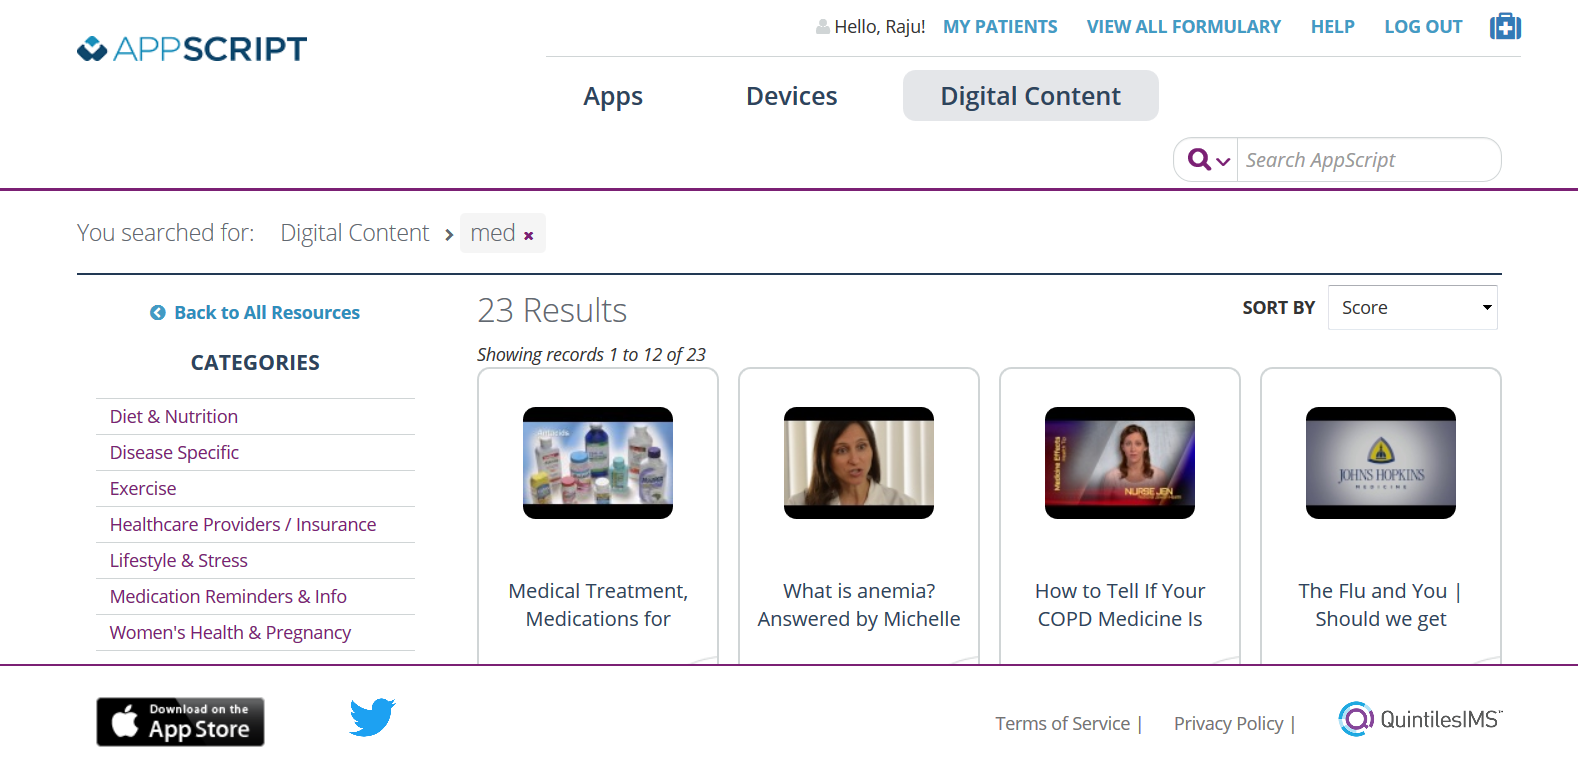 APPSCRIPT
Hello, Raju! MY PATIENTS VIEW ALL FORMULARY HELP LOG OUT
Apps Devices Digital Content
Search AppScript
You searched for: Digital Content med
Back to All Resources
CATEGORIES
Diet & Nutrition
Disease Specific
Exercise
Healthcare Providers / Insurance
Lifestyle & Stress
Medication Reminders & Info
Women's Health & Pregnancy
23 Results
SORT BY Score
Showing records 1 to 12 of 23
Antacids
Medical Treatment,
Medications for
What is anemia?
Answered by Michelle
Medicine Effects
NURSE JEN
How to Tell If Your
COPD Medicine Is
JOHNS HOPKINS
MEDICINE
The Flu and You |
Should we get
Download on the
App Store
Terms of Service |
Privacy Policy |
QuintilesIMS™